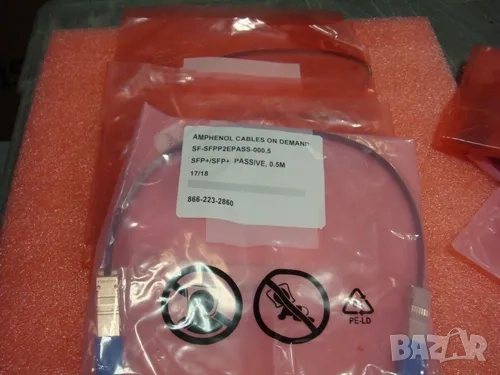 AMPHENOL CABLES ON DEMAND
SF-SFPP2EPASS-000.5
SFP+/SFP+ PASSIVE, 0.5M
17/18
866-223-2860
PE-LD
BAZAR